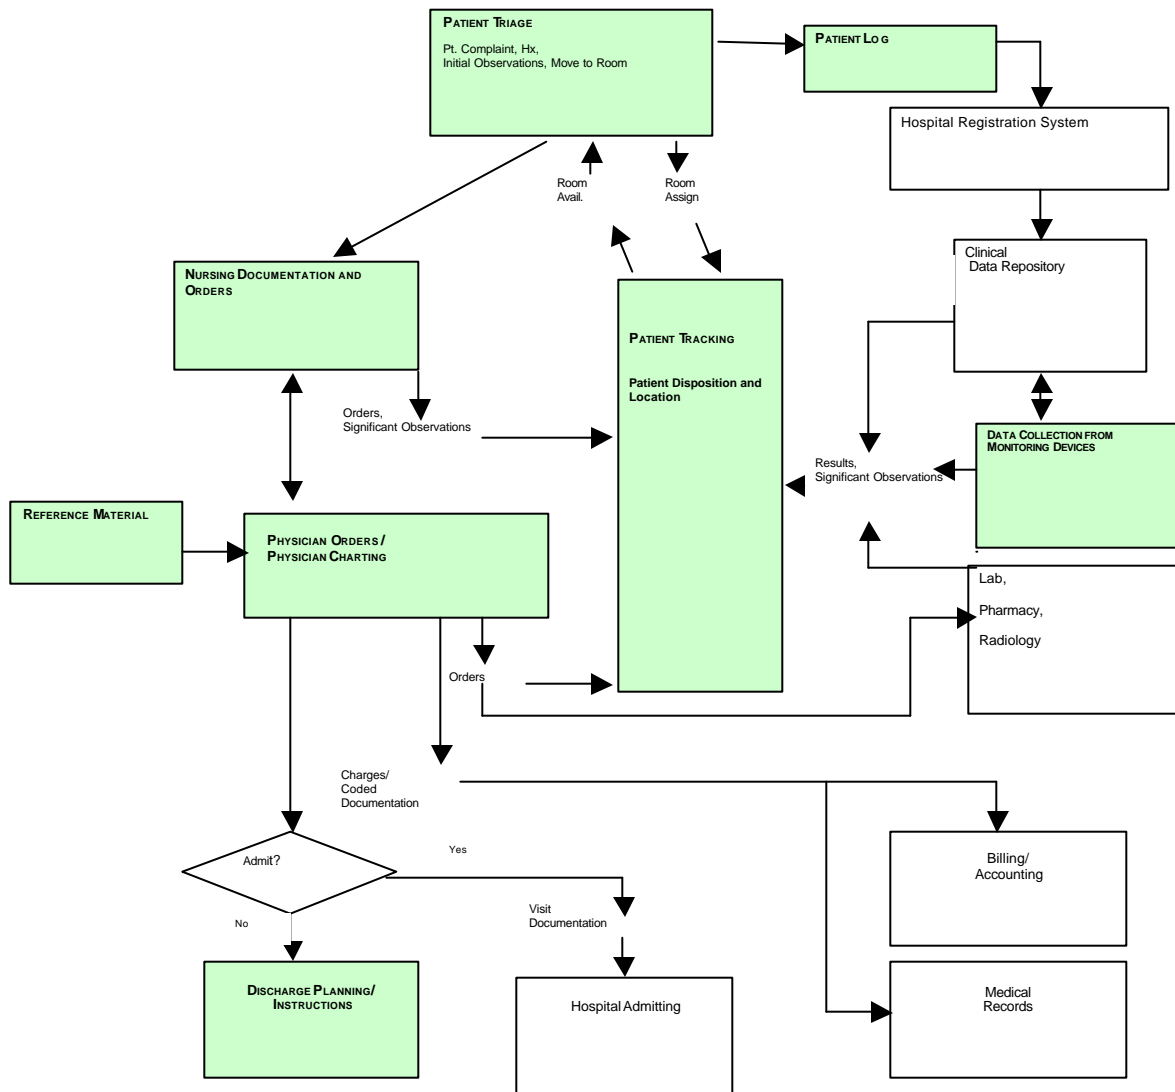 PATIENT TRIAGE
Pt. Complaint, Hx,
Initial Observations, Move to Room
PATIENT LOG
Hospital Registration System
Room
Avail.
Room
Assign
Clinical
Data Repository
NURSING DOCUMENTATION AND
ORDERS
PATIENT TRACKING
Patient Disposition and
Location
Orders,
Significant Observations
DATA COLLECTION FROM
MONITORING DEVICES
Results,
Significant Observations
REFERENCE MATERIAL
PHYSICIAN ORDERS /
PHYSICIAN CHARTING
Lab,
Pharmacy,
Radiology
Orders
Charges/
Coded
Documentation
Admit?
Yes
No
Billing/
Accounting
Visit
Documentation
DISCHARGE PLANNING/
INSTRUCTIONS
Hospital Admitting
Medical
Records